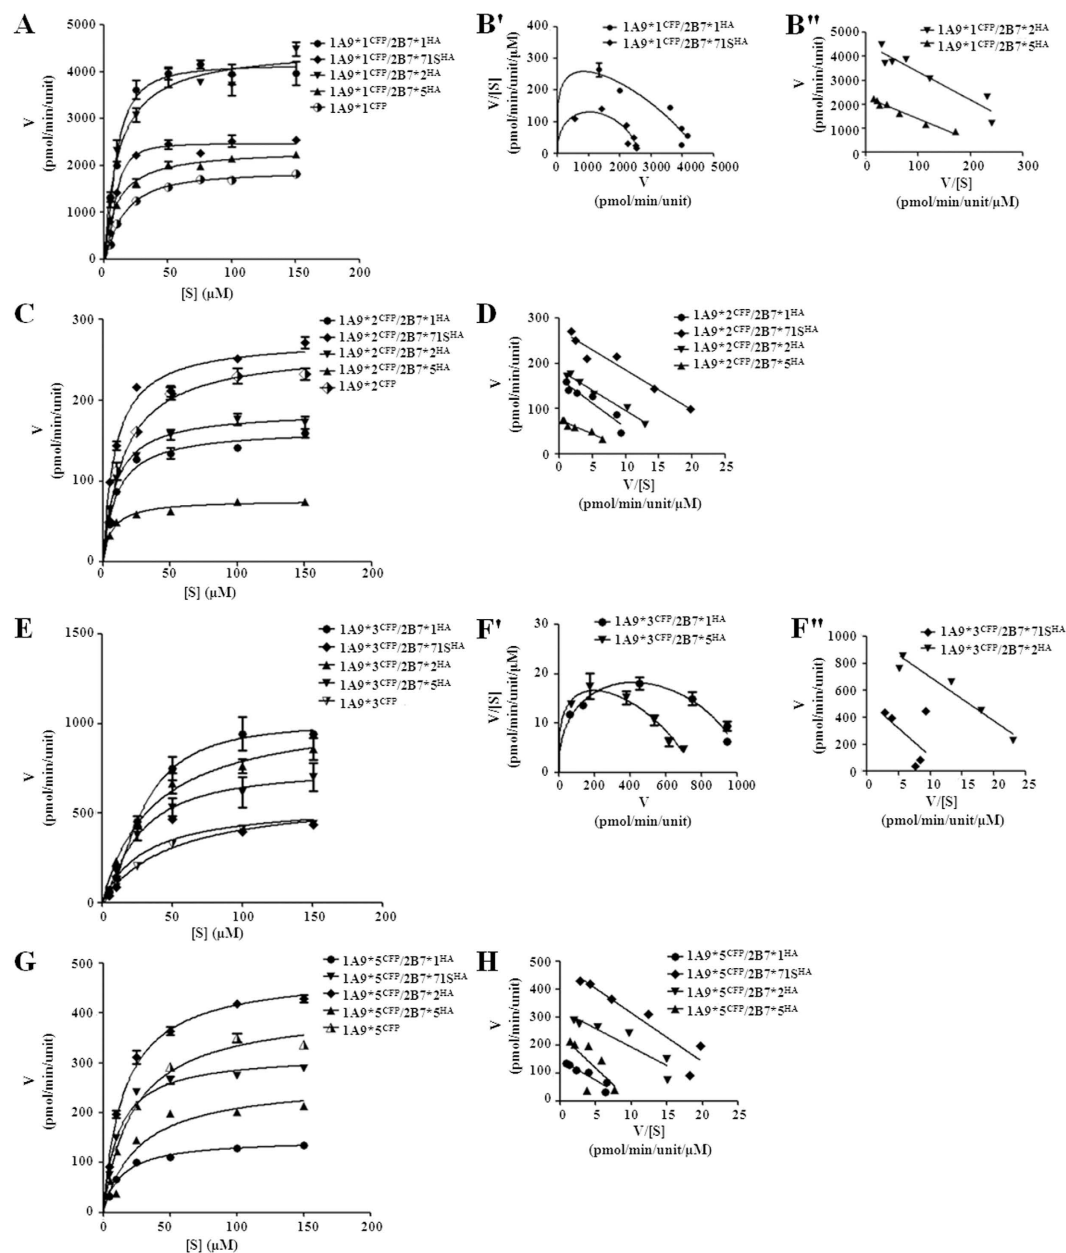 A
V
(pmol/min/unit)
5000
4000
3000
2000
1000
0
0 50 100 150 200
[S] (µM)
1A9*1CFP/2B7*1HA
1A9*1CFP/2B7*71SHA
1A9*1CFP/2B7*2HA
1A9*1CFP/2B7*5HA
1A9*1CFP
B'
V/[S]
(pmol/min/unit/µM)
400
300
200
100
0
0 1000 2000 3000 4000 5000
V
(pmol/min/unit)
1A9*1CFP/2B7*1HA
1A9*1CFP/2B7*71SHA
B"
V
(pmol/min/unit)
5000
4000
3000
2000
1000
0
0 100 200 300
V/[S]
(pmol/min/unit/µM)
1A9*1CFP/2B7*2HA
1A9*1CFP/2B7*5HA
C
V
(pmol/min/unit)
300
200
100
0
0 50 100 150 200
[S] (µM)
1A9*2CFP/2B7*1HA
1A9*2CFP/2B7*71SHA
1A9*2CFP/2B7*2HA
1A9*2CFP/2B7*5HA
1A9*2CFP
D
V
(pmol/min/unit)
300
200
100
0
0 5 10 15 20 25
V/[S]
(pmol/min/unit/µM)
1A9*2CFP/2B7*1HA
1A9*2CFP/2B7*71SHA
1A9*2CFP/2B7*2HA
1A9*2CFP/2B7*5HA
E
V
(pmol/min/unit)
1500
1000
500
0
0 50 100 150 200
[S] (µM)
1A9*3CFP/2B7*1HA
1A9*3CFP/2B7*71SHA
1A9*3CFP/2B7*2HA
1A9*3CFP/2B7*5HA
1A9*3CFP
F'
V/[S]
(pmol/min/unit/µM)
30
20
10
0
0 200 400 600 800 1000
V
(pmol/min/unit)
1A9*3CFP/2B7*1HA
1A9*3CFP/2B7*5HA
F"
V
(pmol/min/unit)
1000
800
600
400
200
0
0 5 10 15 20 25
V/[S]
(pmol/min/unit/µM)
1A9*3CFP/2B7*71SHA
1A9*3CFP/2B7*2HA
G
V
(pmol/min/unit)
500
400
300
200
100
0
0 50 100 150 200
[S] (µM)
1A9*5CFP/2B7*1HA
1A9*5CFP/2B7*71SHA
1A9*5CFP/2B7*2HA
1A9*5CFP/2B7*5HA
1A9*5CFP
H
V
(pmol/min/unit)
500
400
300
200
100
0
0 5 10 15 20 25
V/[S]
(pmol/min/unit/µM)
1A9*5CFP/2B7*1HA
1A9*5CFP/2B7*71SHA
1A9*5CFP/2B7*2HA
1A9*5CFP/2B7*5HA